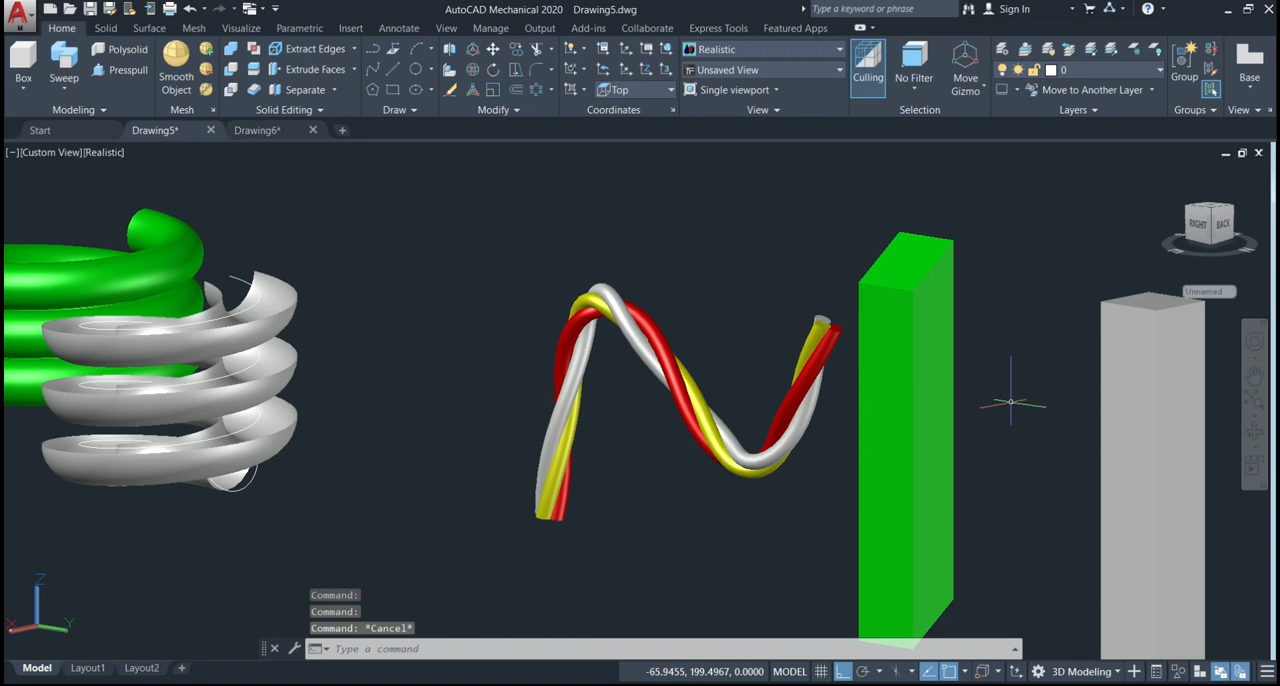 AutoCAD Mechanical 2020 Drawing5.dwg Type a keyword or phrase Sign In
Home Solid Surface Mesh Visualize Parametric Insert Annotate View Manage Output Add-ins Collaborate Express Tools Featured Apps
Box Sweep Polysolid Presspull
Modeling
Smooth Object
Mesh
Extract Edges
Extrude Faces
Separate
Solid Editing
Draw
Modify
Top
Coordinates
Realistic
Unsaved View
Single viewport
View
Culling No Filter Move Gizmo
Selection
0
Move to Another Layer
Layers
Group
Groups
Base
View
Start Drawing5* Drawing6*
[−][Custom View][Realistic]
RIGHT BACK
Unnamed
Z
X Y
Command:
Command:
Command: *Cancel*
Type a command
Model Layout1 Layout2 -65.9455, 199.4967, 0.0000 MODEL 3D Modeling